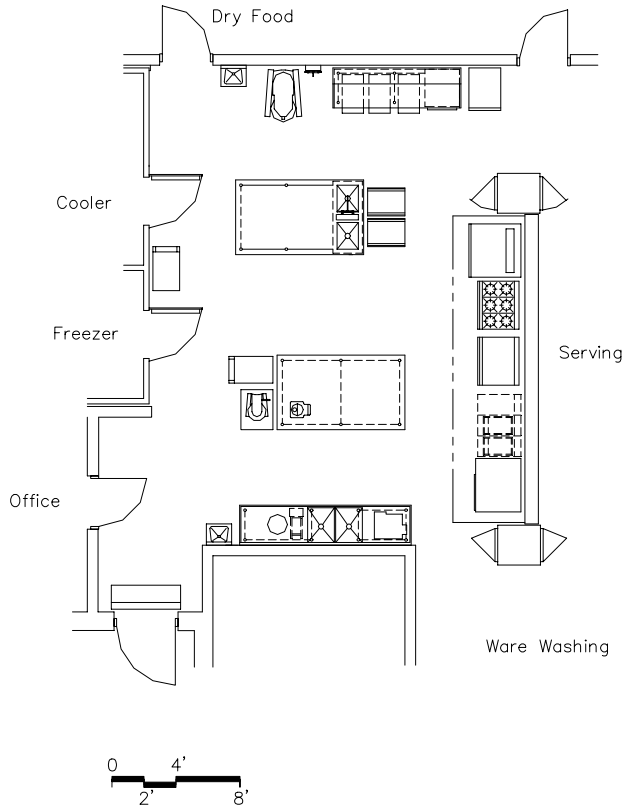 Dry Food
Cooler
Freezer
Serving
Office
Ware Washing
0 4'
2' 8'